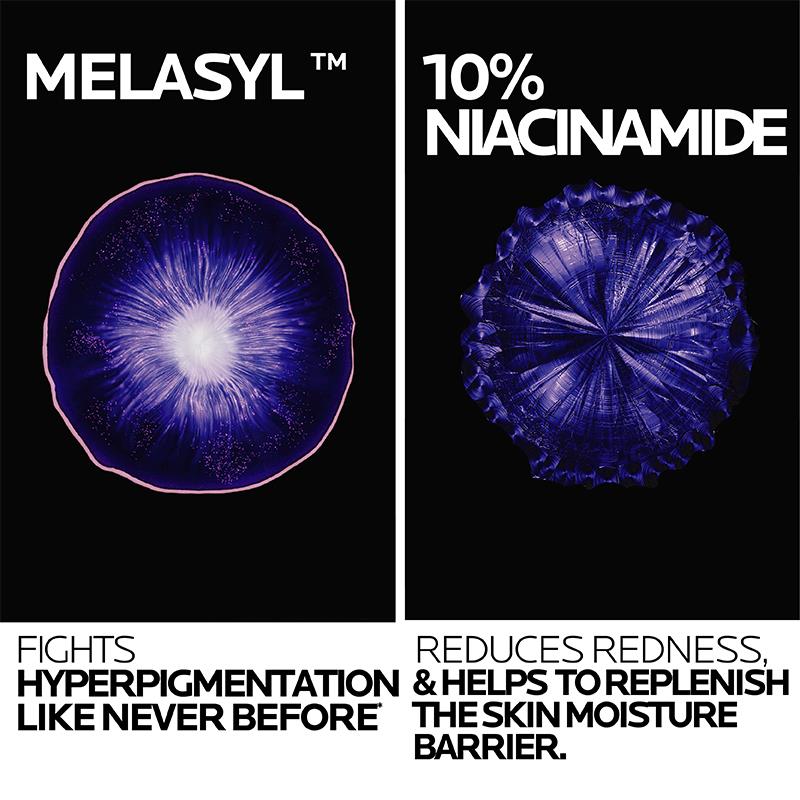 MELASYL™
FIGHTS
HYPERPIGMENTATION
LIKE NEVER BEFORE*
10%
NIACINAMIDE
REDUCES REDNESS,
& HELPS TO REPLENISH
THE SKIN MOISTURE
BARRIER.